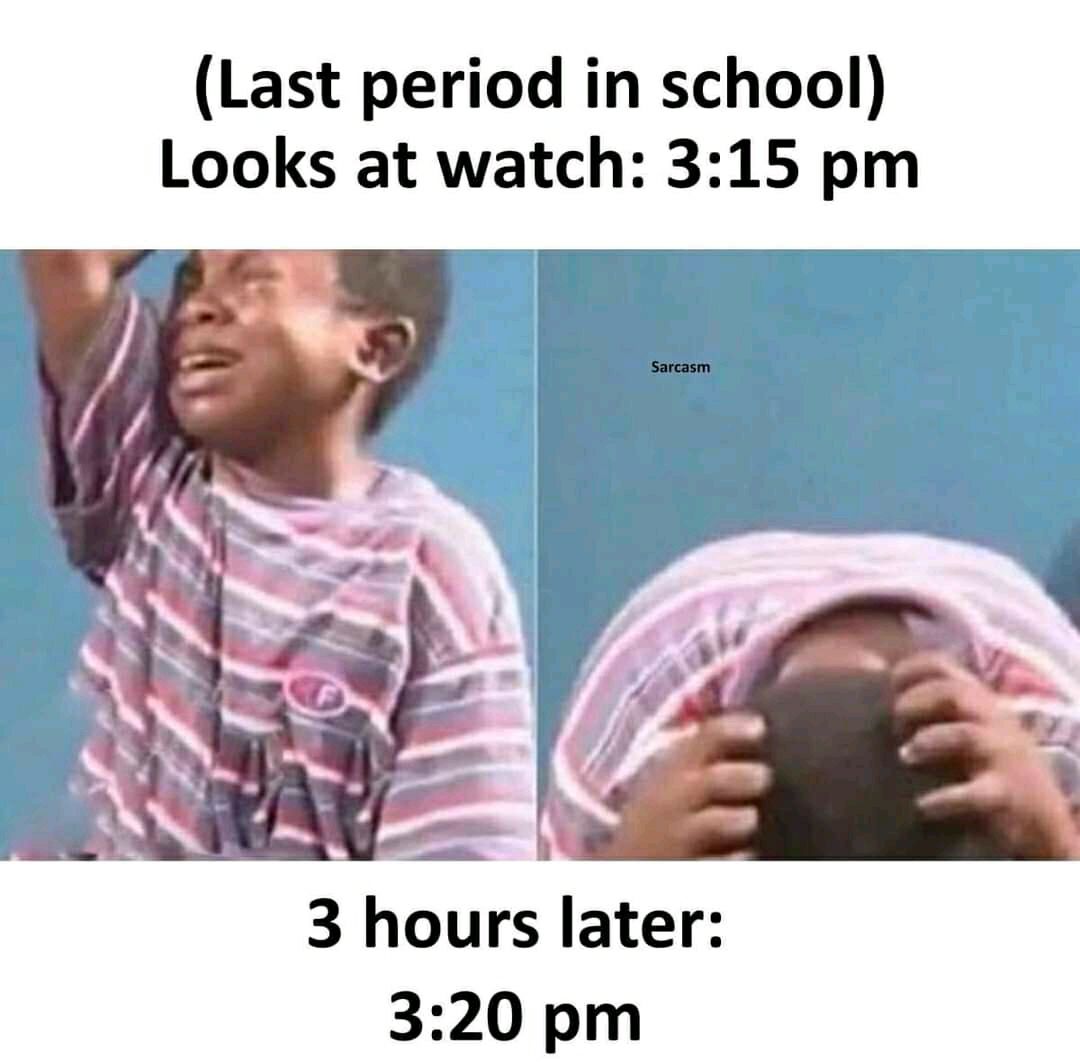 (Last period in school)
Looks at watch: 3:15 pm
Sarcasm
F
3 hours later:
3:20 pm